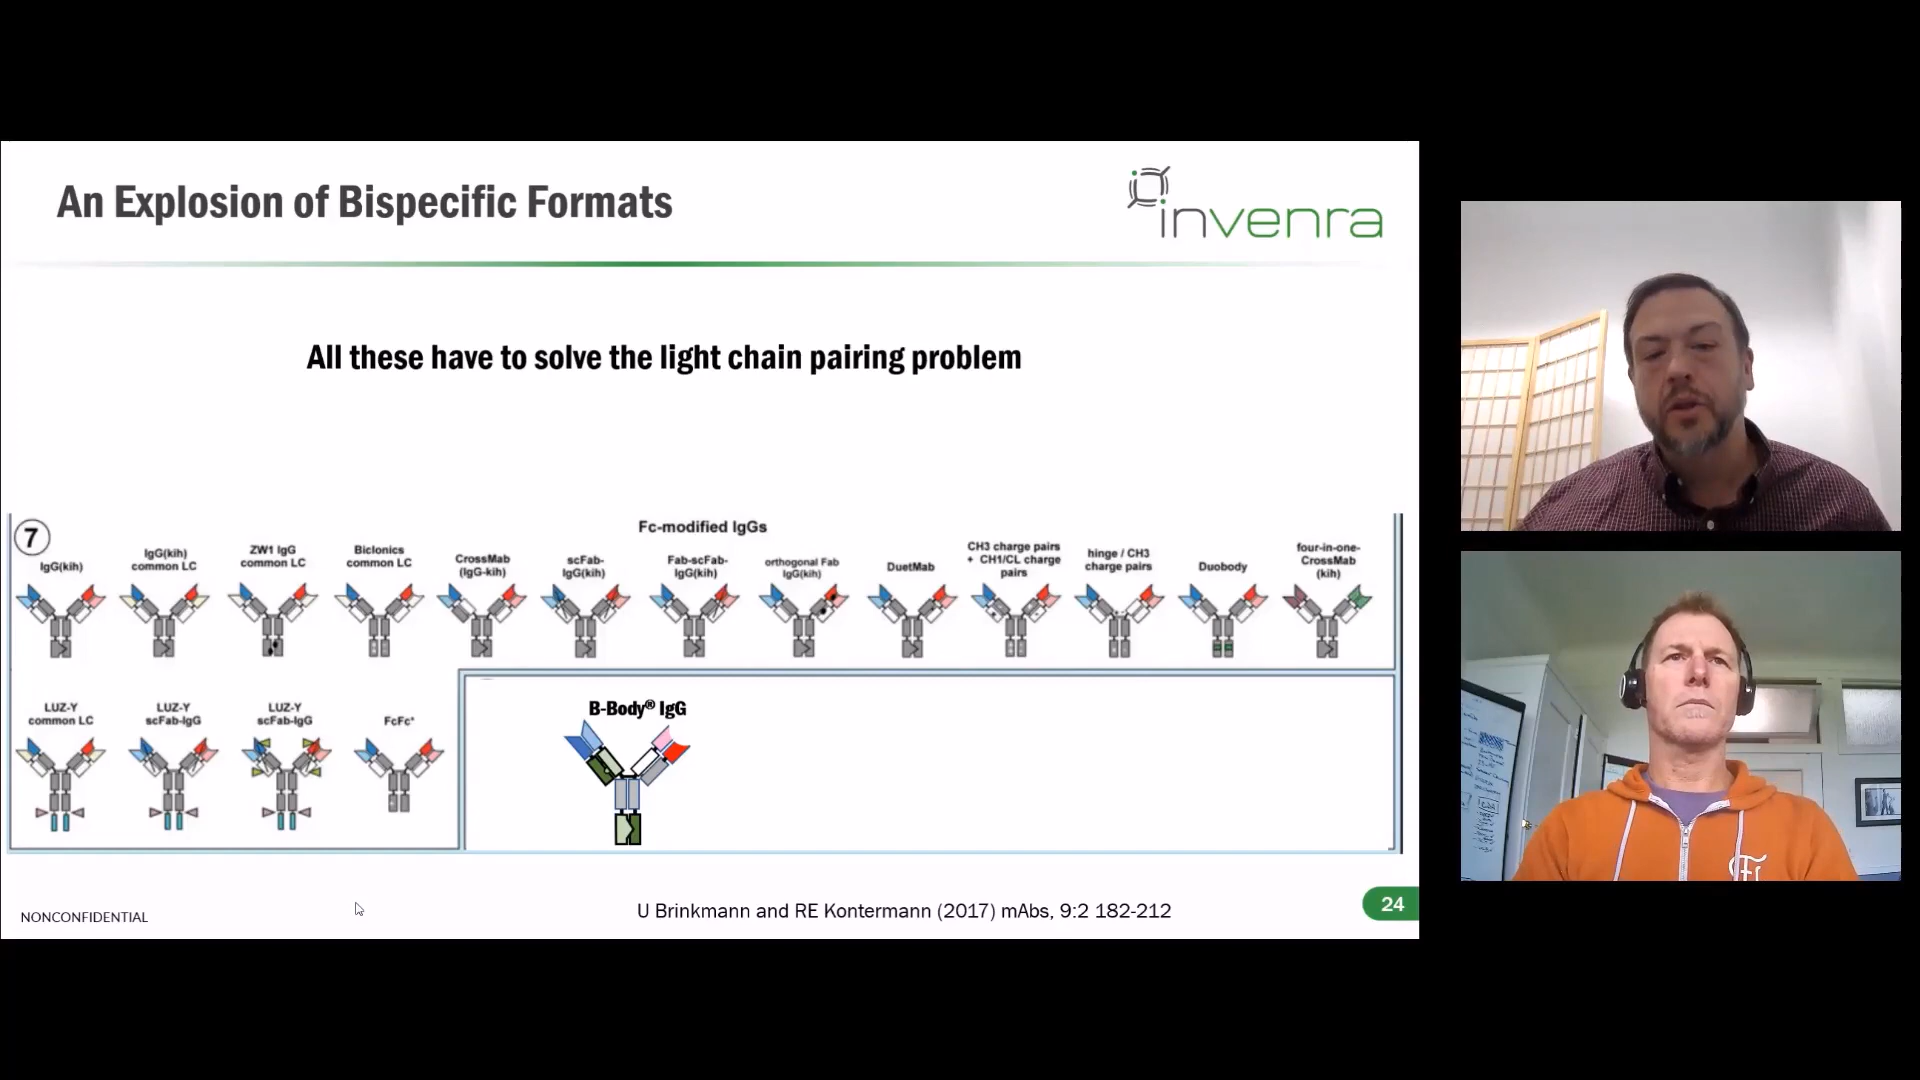 An Explosion of Bispecific Formats
invenra
All these have to solve the light chain pairing problem
7
Fc-modified IgGs
IgG(kih)
IgG(kih)
common LC
ZW1 IgG
common LC
Biclonics
common LC
CrossMab
(IgG-kih)
scFab-
IgG(kih)
Fab-scFab-
IgG(kih)
orthogonal Fab
IgG(kih)
DuetMab
CH3 charge pairs
+ CH1/CL charge
pairs
hinge / CH3
charge pairs
Duobody
four-in-one-
CrossMab
(kih)
LUZ-Y
common LC
LUZ-Y
scFab-IgG
LUZ-Y
scFab-IgG
FcFc*
B-Body® IgG
NONCONFIDENTIAL
U Brinkmann and RE Kontermann (2017) mAbs, 9:2 182-212
24